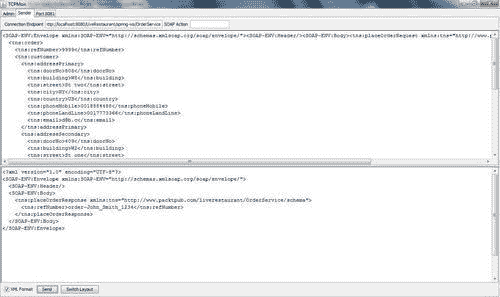 TCPMon
Admin Sender Port 8081
Connection Endpoint http://localhost:8080/LiveRestaurant/spring-ws/OrderService SOAP Action
<SOAP-ENV:Envelope xmlns:SOAP-ENV="http://schemas.xmlsoap.org/soap/envelope/"><SOAP-ENV:Header/><SOAP-ENV:Body><tns:placeOrderRequest xmlns:tns="http://www.p
<tns:order>
<tns:refNumber>9999</tns:refNumber>
<tns:customer>
<tns:addressPrimary>
<tns:doorNo>808</tns:doorNo>
<tns:building>W8</tns:building>
<tns:street>St two</tns:street>
<tns:city>NY</tns:city>
<tns:phoneMobile>0018884488</tns:phoneMobile>
<tns:phoneLandLine>0017773366</tns:phoneLandLine>
<tns:email>d@b.c</tns:email>
</tns:addressPrimary>
<tns:addressSecondary>
<tns:doorNo>409</tns:doorNo>
<tns:building>W2</tns:building>
<tns:street>St one</tns:street>
<?xml version="1.0" encoding="UTF-8"?>
<SOAP-ENV:Envelope xmlns:SOAP-ENV="http://schemas.xmlsoap.org/soap/envelope/">
<SOAP-ENV:Header/>
<SOAP-ENV:Body>
<tns:placeOrderResponse xmlns:tns="http://www.packtpub.com/liverestaurant/OrderService/schema">
<tns:refNumber>order-John_Smith_1234</tns:refNumber>
</tns:placeOrderResponse>
</SOAP-ENV:Body>
</SOAP-ENV:Envelope>
XML Format Send Switch Layout